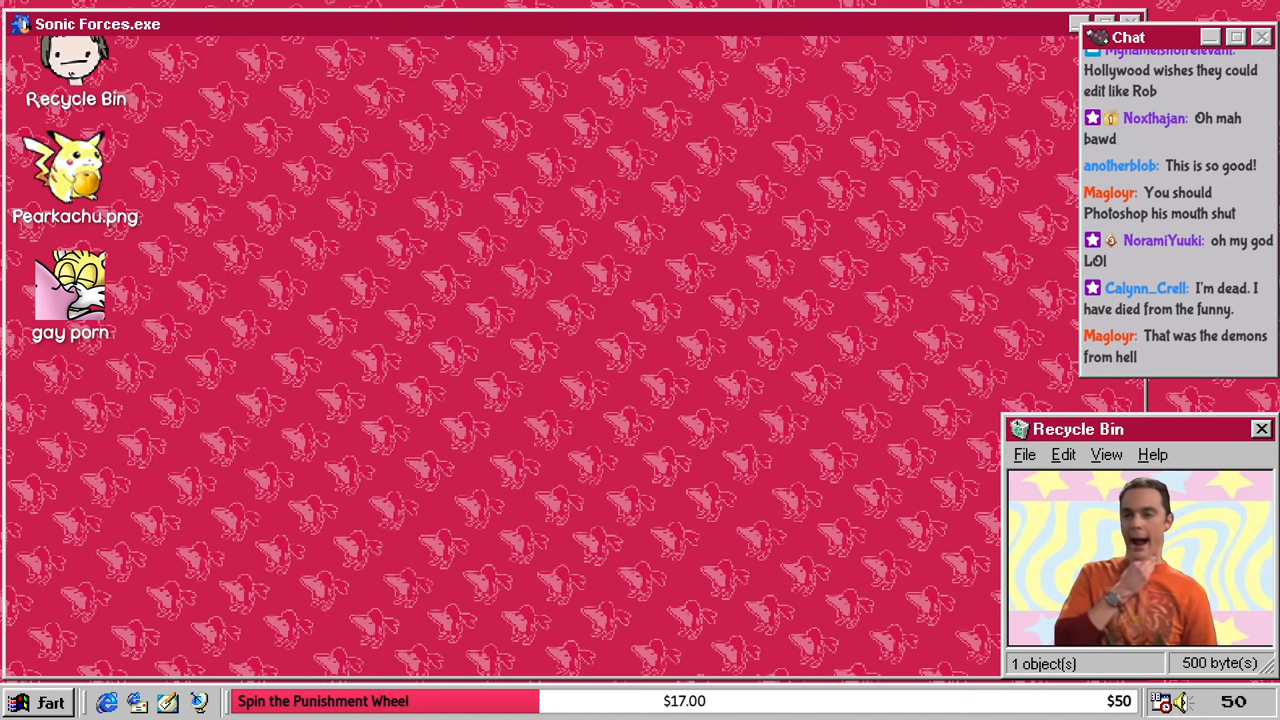 Sonic Forces.exe
Recycle Bin
Pearkachu.png
gay porn
Chat
Mynameisnotrelevant:
Hollywood wishes they could
edit like Rob
Noxthajan: Oh mah
bawd
anotherblob: This is so good!
Magloyr: You should
Photoshop his mouth shut
NoramiYuuki: oh my god
LOl
Calynn_Crell: I'm dead. I
have died from the funny.
Magloyr: That was the demons
from hell
Recycle Bin
File Edit View Help
1 object(s) 500 byte(s)
fart
Spin the Punishment Wheel $17.00 $50
50